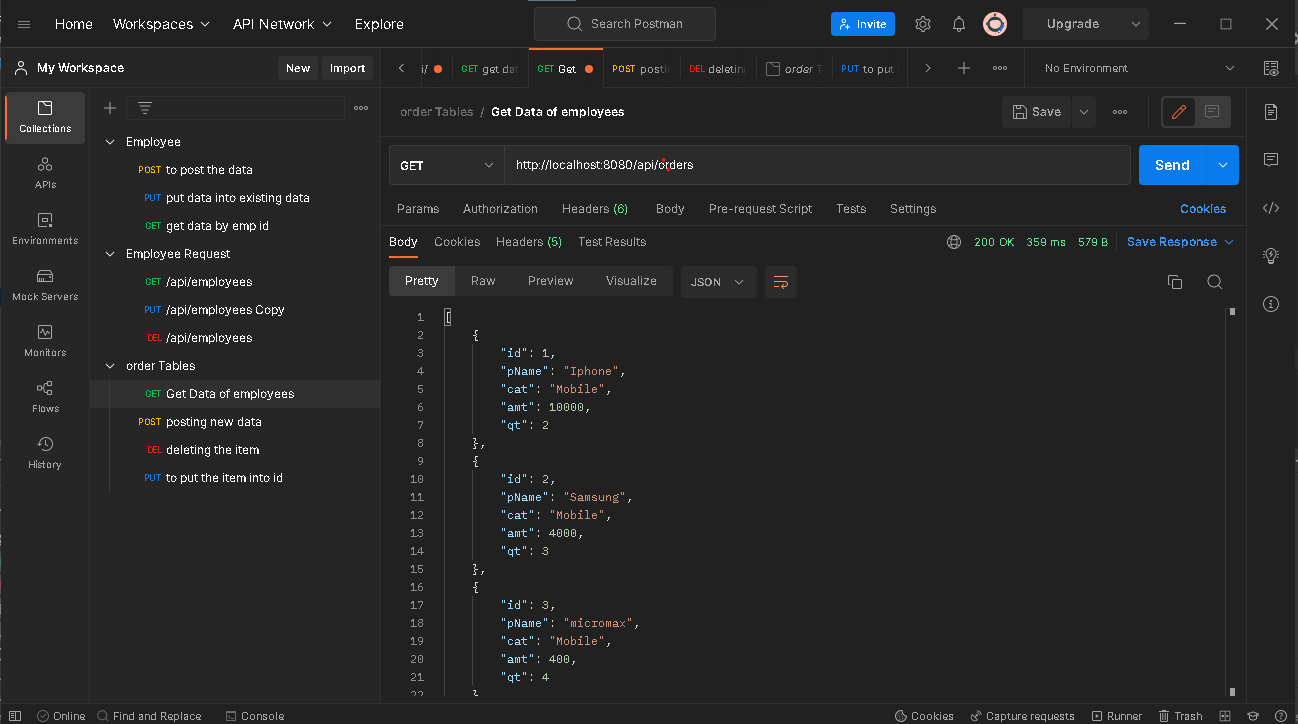 Home Workspaces API Network Explore Search Postman Invite Upgrade
My Workspace New Import
i/ GET get dat GET Get POST postin DEL deleting order T PUT to put No Environment
Collections
APIs
Environments
Mock Servers
Monitors
Flows
History
Employee
POST to post the data
PUT put data into existing data
GET get data by emp id
Employee Request
GET /api/employees
PUT /api/employees Copy
DEL /api/employees
order Tables
GET Get Data of employees
POST posting new data
DEL deleting the item
PUT to put the item into id
order Tables / Get Data of employees Save
GET http://localhost:8080/api/orders Send
Params Authorization Headers (6) Body Pre-request Script Tests Settings Cookies
Body Cookies Headers (5) Test Results 200 OK 359 ms 579 B Save Response
Pretty Raw Preview Visualize JSON
1 [
2 {
3 "id": 1,
4 "pName": "Iphone",
5 "cat": "Mobile",
6 "amt": 10000,
7 "qt": 2
8 },
9 {
10 "id": 2,
11 "pName": "Samsung",
12 "cat": "Mobile",
13 "amt": 4000,
14 "qt": 3
15 },
16 {
17 "id": 3,
18 "pName": "micromax",
19 "cat": "Mobile",
20 "amt": 400,
21 "qt": 4
22 }
Online Find and Replace Console Cookies Capture requests Runner Trash